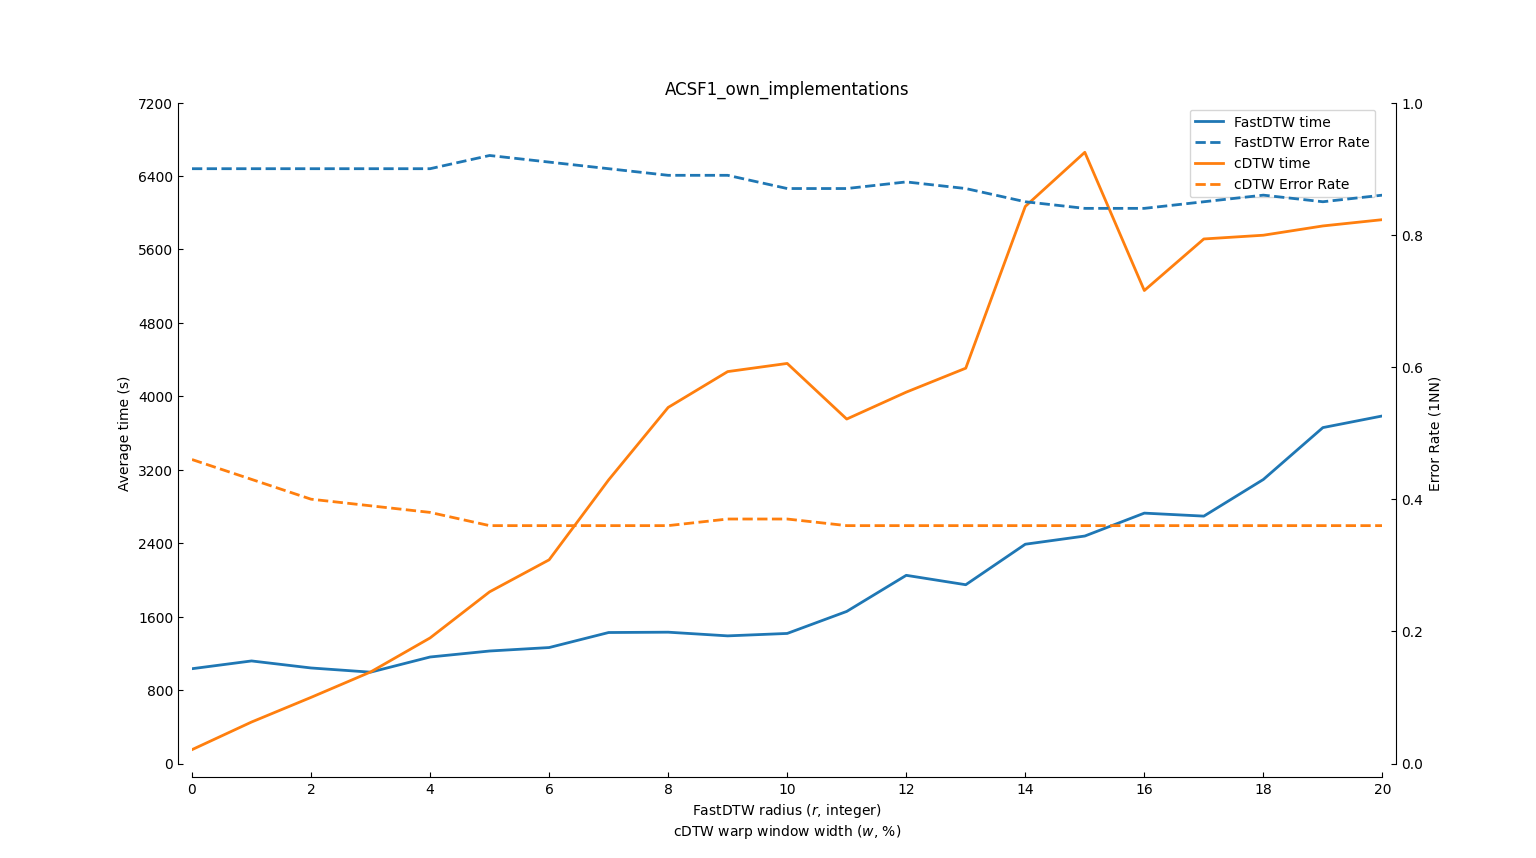 ACSF1_own_implementations
7200
6400
5600
4800
4000
3200
2400
1600
800
0
Average time (s)
1.0
0.8
0.6
0.4
0.2
0.0
Error Rate (1NN)
FastDTW time
FastDTW Error Rate
cDTW time
cDTW Error Rate
0 2 4 6 8 10 12 14 16 18 20
FastDTW radius (r, integer)
cDTW warp window width (w, %)